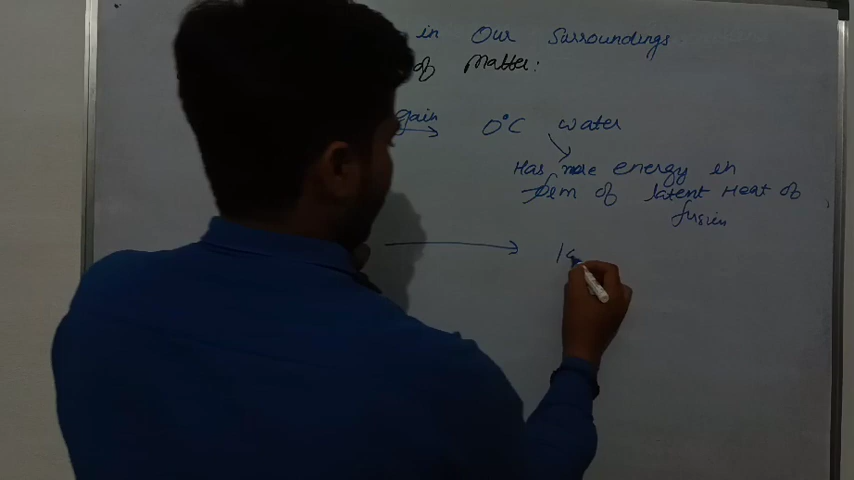 in Our Surroundings
of Matter:
gain 0°C water
Has more energy in
form of latent Heat of
fusion